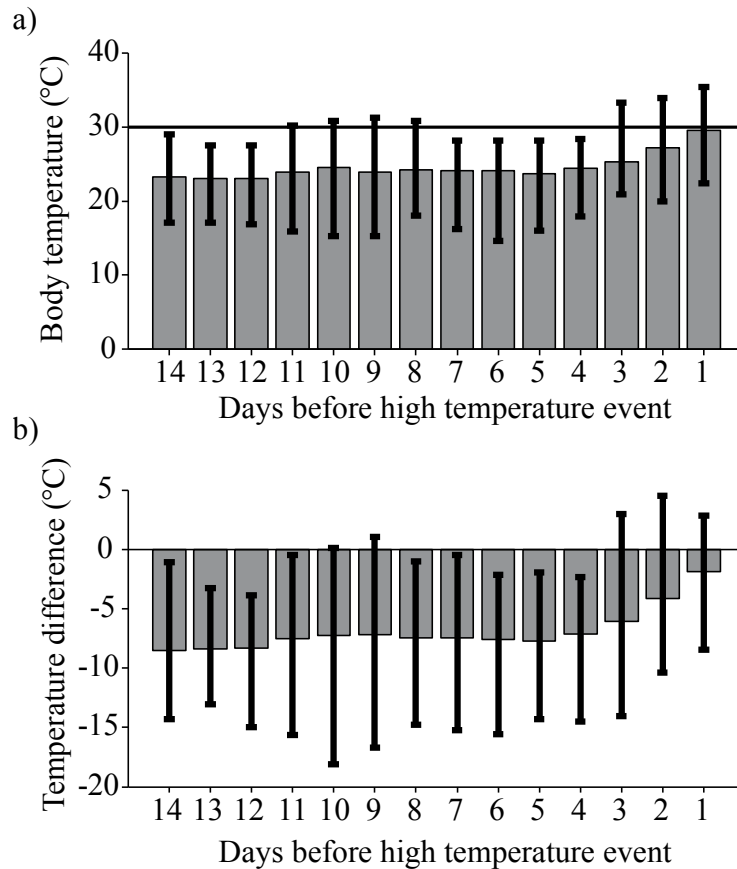 a)
Body temperature (°C)
40
30
20
10
0
14 13 12 11 10 9 8 7 6 5 4 3 2 1
Days before high temperature event
b)
Temperature difference (°C)
5
0
-5
-10
-15
-20
14 13 12 11 10 9 8 7 6 5 4 3 2 1
Days before high temperature event